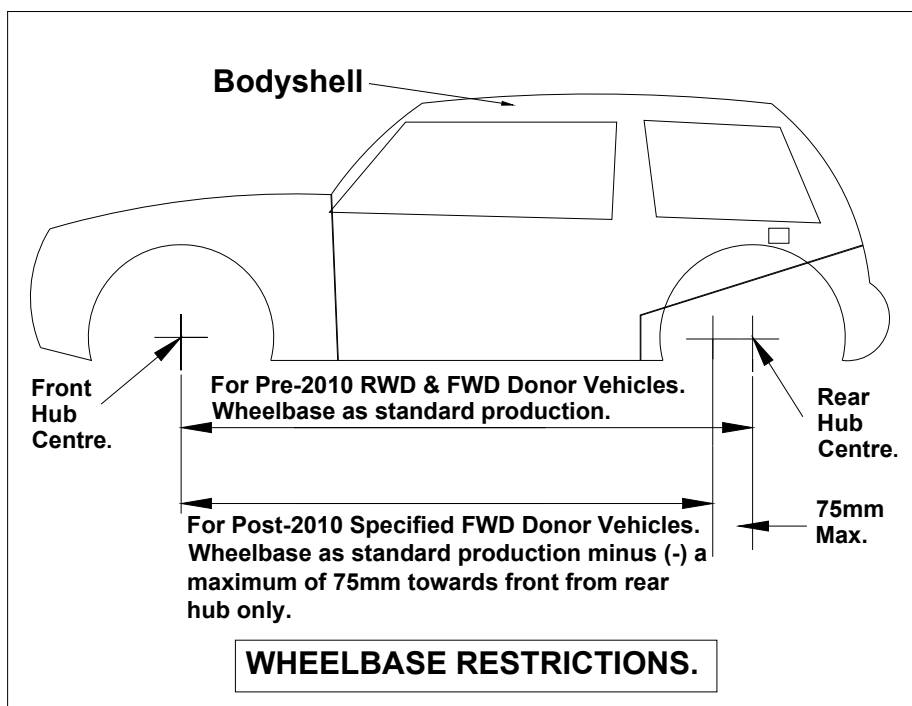 Bodyshell
Front
Hub
Centre.
For Pre-2010 RWD & FWD Donor Vehicles.
Wheelbase as standard production.
Rear
Hub
Centre.
For Post-2010 Specified FWD Donor Vehicles.
Wheelbase as standard production minus (-) a
maximum of 75mm towards front from rear
hub only.
75mm
Max.
WHEELBASE RESTRICTIONS.